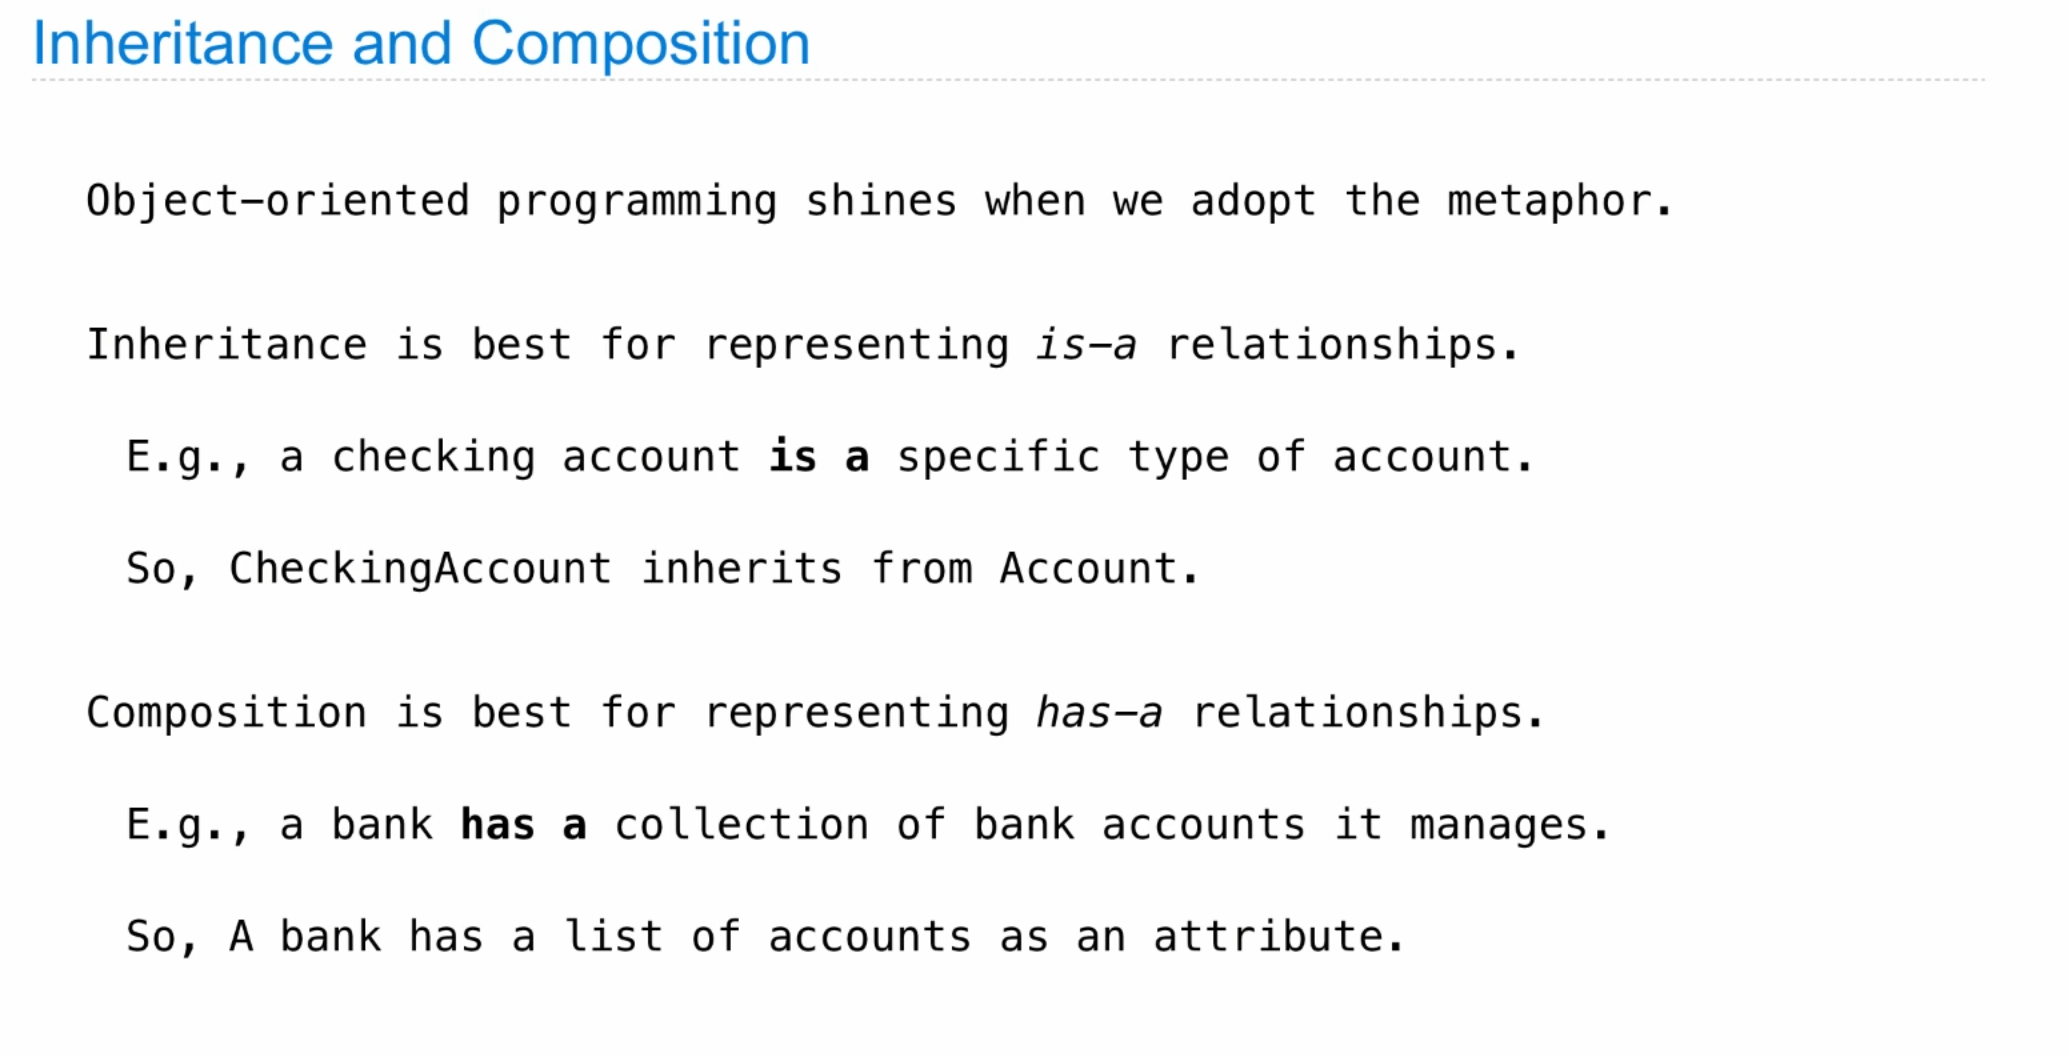 Inheritance and Composition
Object-oriented programming shines when we adopt the metaphor.
Inheritance is best for representing is-a relationships.
E.g., a checking account is a specific type of account.
So, CheckingAccount inherits from Account.
Composition is best for representing has-a relationships.
E.g., a bank has a collection of bank accounts it manages.
So, A bank has a list of accounts as an attribute.